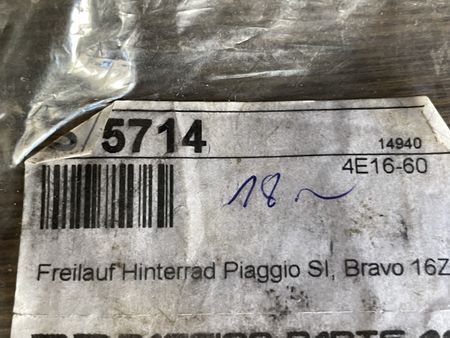 5714
14940
4E16-60
18
Freilauf Hinterrad Piaggio SI, Bravo 16Z